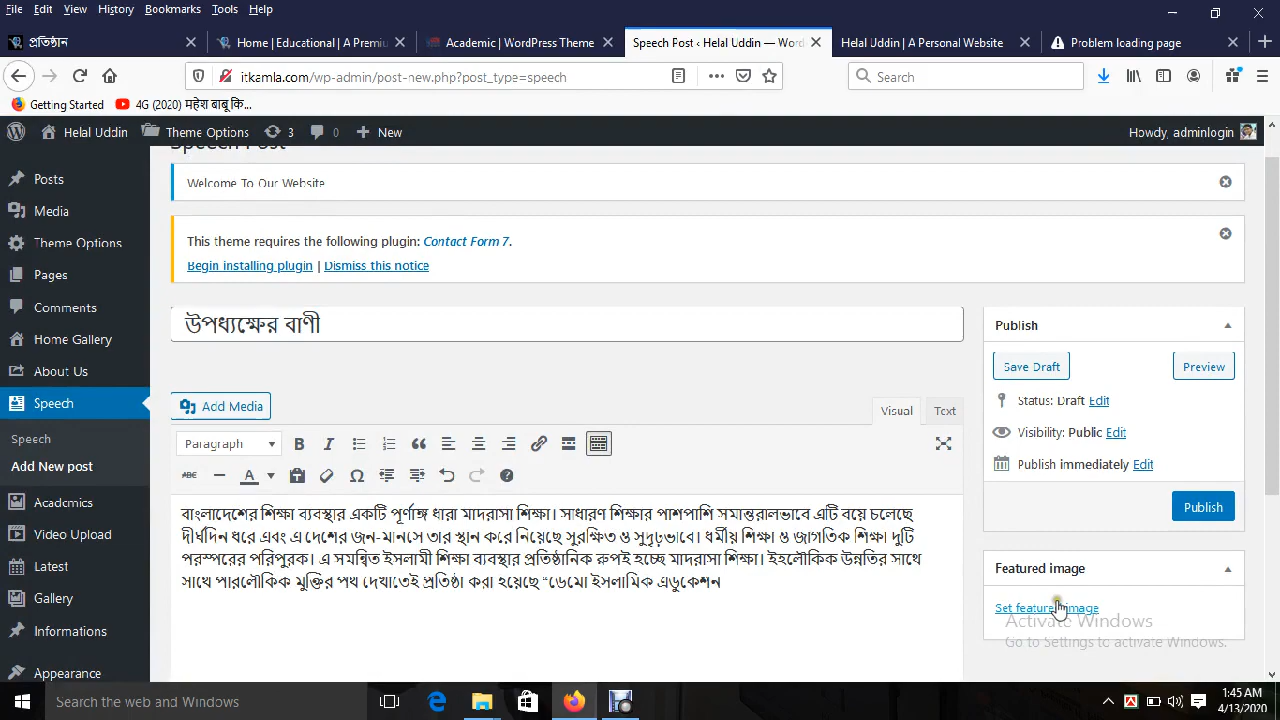 File Edit View History Bookmarks Tools Help
প্রতিষ্ঠান
Home | Educational | A Premiu
Academic | WordPress Theme
Speech Post ‹ Helal Uddin — Word
Helal Uddin | A Personal Website
Problem loading page
itkamla.com/wp-admin/post-new.php?post_type=speech
Search
Getting Started
4G (2020) महेश बाबू कि...
Helal Uddin
Theme Options
3
0
New
Howdy, adminlogin
Speech Post
Posts
Media
Theme Options
Pages
Comments
Home Gallery
About Us
Speech
Speech
Add New post
Acadmics
Video Upload
Latest
Gallery
Informations
Appearance
Welcome To Our Website
This theme requires the following plugin: Contact Form 7.
Begin installing plugin | Dismiss this notice
উপধ্যক্ষের বাণী
Add Media
Visual
Text
Paragraph
B I
ABC
A
বাংলাদেশের শিক্ষা ব্যবস্থার একটি পূর্ণাঙ্গ ধারা মাদরাসা শিক্ষা। সাধারণ শিক্ষার পাশপাশি সমান্তরালভাবে এটি বয়ে চলেছে
দীর্ঘদিন ধরে এবং এ দেশের জন-মানসে তার স্থান করে নিয়েছে সুরক্ষিত ও সুদৃঢ়ভাবে। ধর্মীয় শিক্ষা ও জাগতিক শিক্ষা দুটি
পরস্পরের পরিপুরক। এ সমন্বিত ইসলামী শিক্ষা ব্যবস্থার প্রতিষ্ঠানিক রুপই হচ্ছে মাদরাসা শিক্ষা। ইহলৌকিক উন্নতির সাথে
সাথে পারলৌকিক মুক্তির পথ দেখাতেই প্রতিষ্ঠা করা হয়েছে “ডেমো ইসলামিক এডুকেশন
Publish
Save Draft
Preview
Status: Draft Edit
Visibility: Public Edit
Publish immediately Edit
Publish
Featured image
Set featured image
Activate Windows
Go to Settings to activate Windows.
Search the web and Windows
1:45 AM
4/13/2020